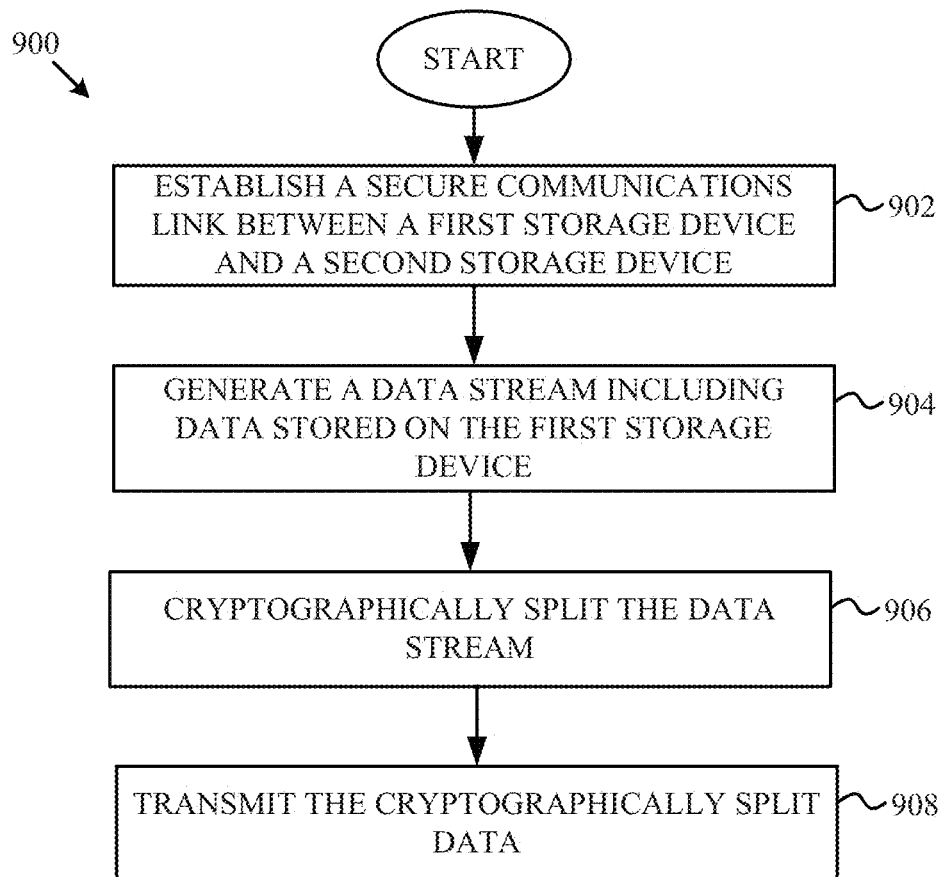 900
START
ESTABLISH A SECURE COMMUNICATIONS
LINK BETWEEN A FIRST STORAGE DEVICE
AND A SECOND STORAGE DEVICE
902
GENERATE A DATA STREAM INCLUDING
DATA STORED ON THE FIRST STORAGE
DEVICE
904
CRYPTOGRAPHICALLY SPLIT THE DATA
STREAM
906
TRANSMIT THE CRYPTOGRAPHICALLY SPLIT
DATA
908